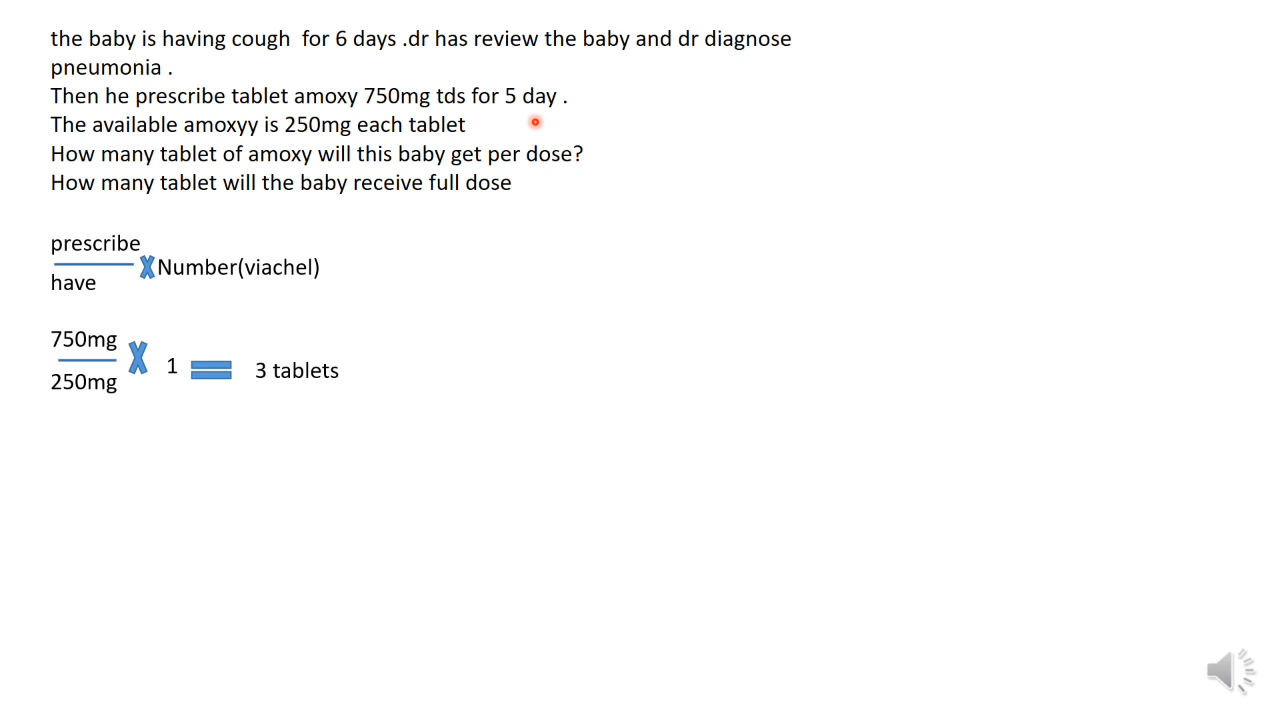 the baby is having cough  for 6 days .dr has review the baby and dr diagnose
pneumonia .
Then he prescribe tablet amoxy 750mg tds for 5 day .
The available amoxyy is 250mg each tablet
How many tablet of amoxy will this baby get per dose?
How many tablet will the baby receive full dose
prescribe
Number(viachel)
have
750mg
1
3 tablets
250mg